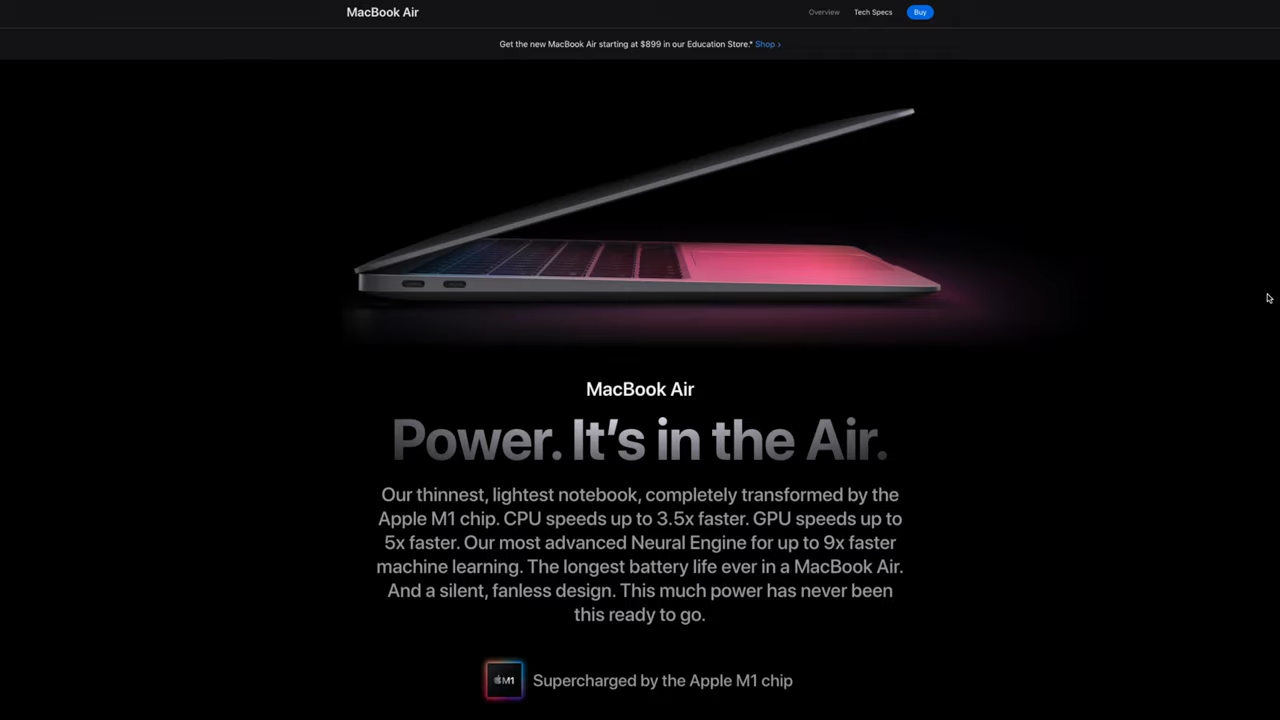 MacBook Air
Overview
Tech Specs
Buy
Get the new MacBook Air starting at $899 in our Education Store.* Shop >
MacBook Air
Power. It’s in the Air.
Our thinnest, lightest notebook, completely transformed by the
Apple M1 chip. CPU speeds up to 3.5x faster. GPU speeds up to
5x faster. Our most advanced Neural Engine for up to 9x faster
machine learning. The longest battery life ever in a MacBook Air.
And a silent, fanless design. This much power has never been
this ready to go.
M1
Supercharged by the Apple M1 chip